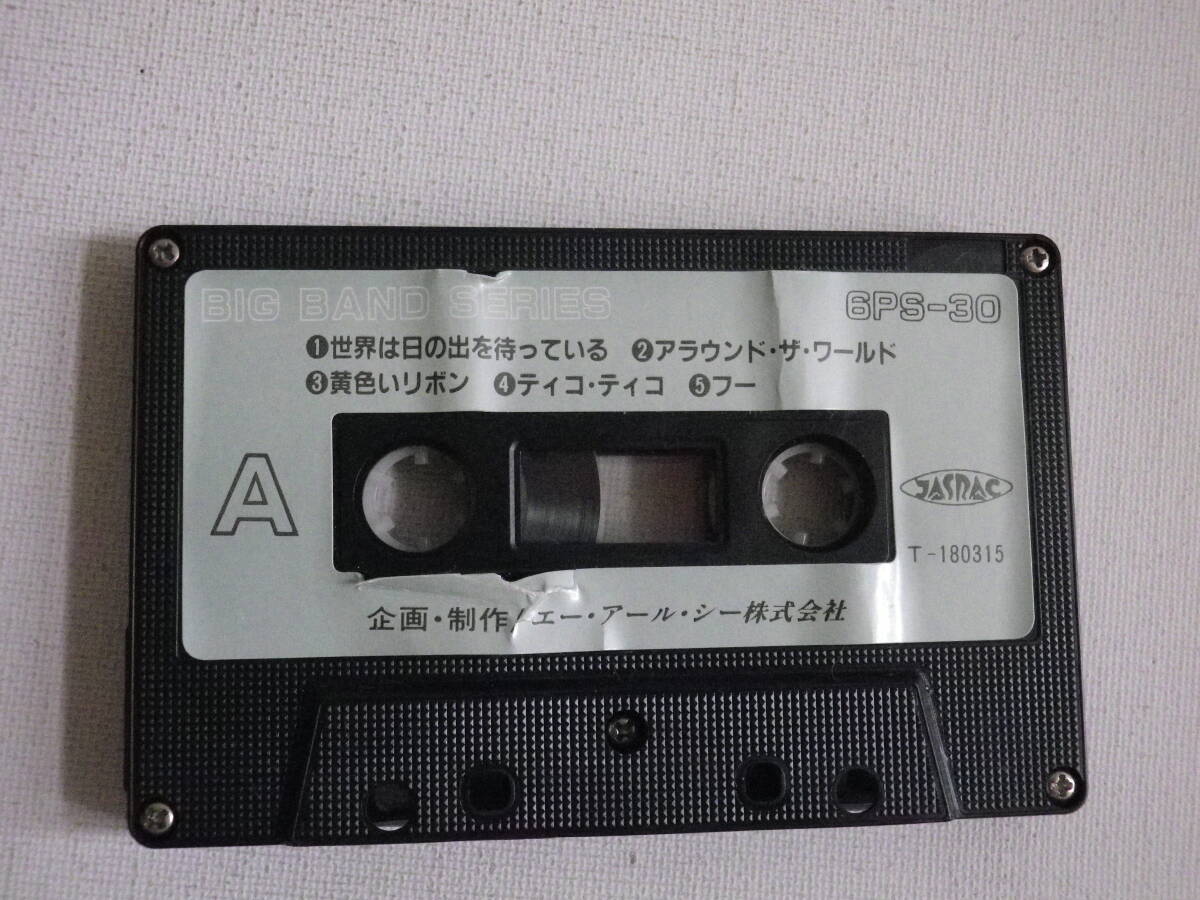 BIG BAND SERIES 6PS-30
❶世界は日の出を待っている ❷アラウンド・ザ・ワールド
❸黄色いリボン ❹ティコ・ティコ ❺フー
A
JASRAC
T-180315
企画・制作/エー・アール・シー株式会社